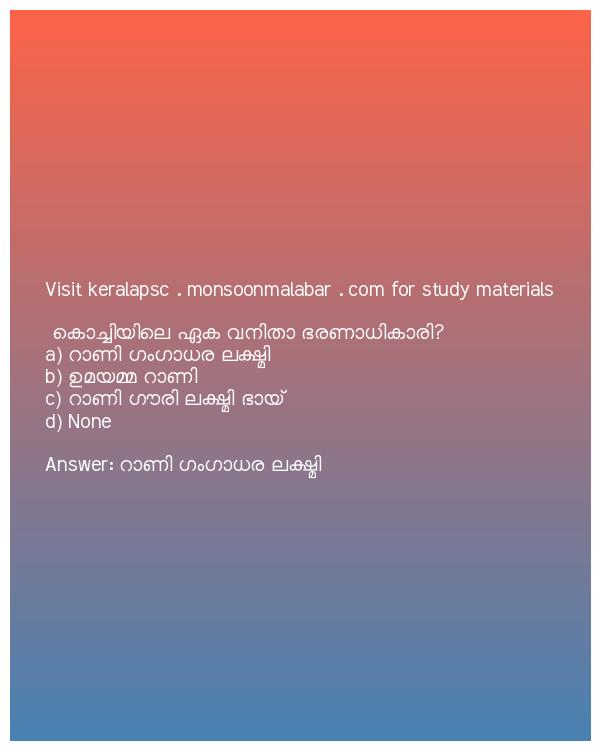 Visit keralapsc . monsoonmalabar . com for study materials
കൊച്ചിയിലെ ഏക വനിതാ ഭരണാധികാരി?
a) റാണി ഗംഗാധര ലക്ഷ്മി
b) ഉമയമ്മ റാണി
c) റാണി ഗൗരി ലക്ഷ്മി ഭായ്
d) None
Answer: റാണി ഗംഗാധര ലക്ഷ്മി